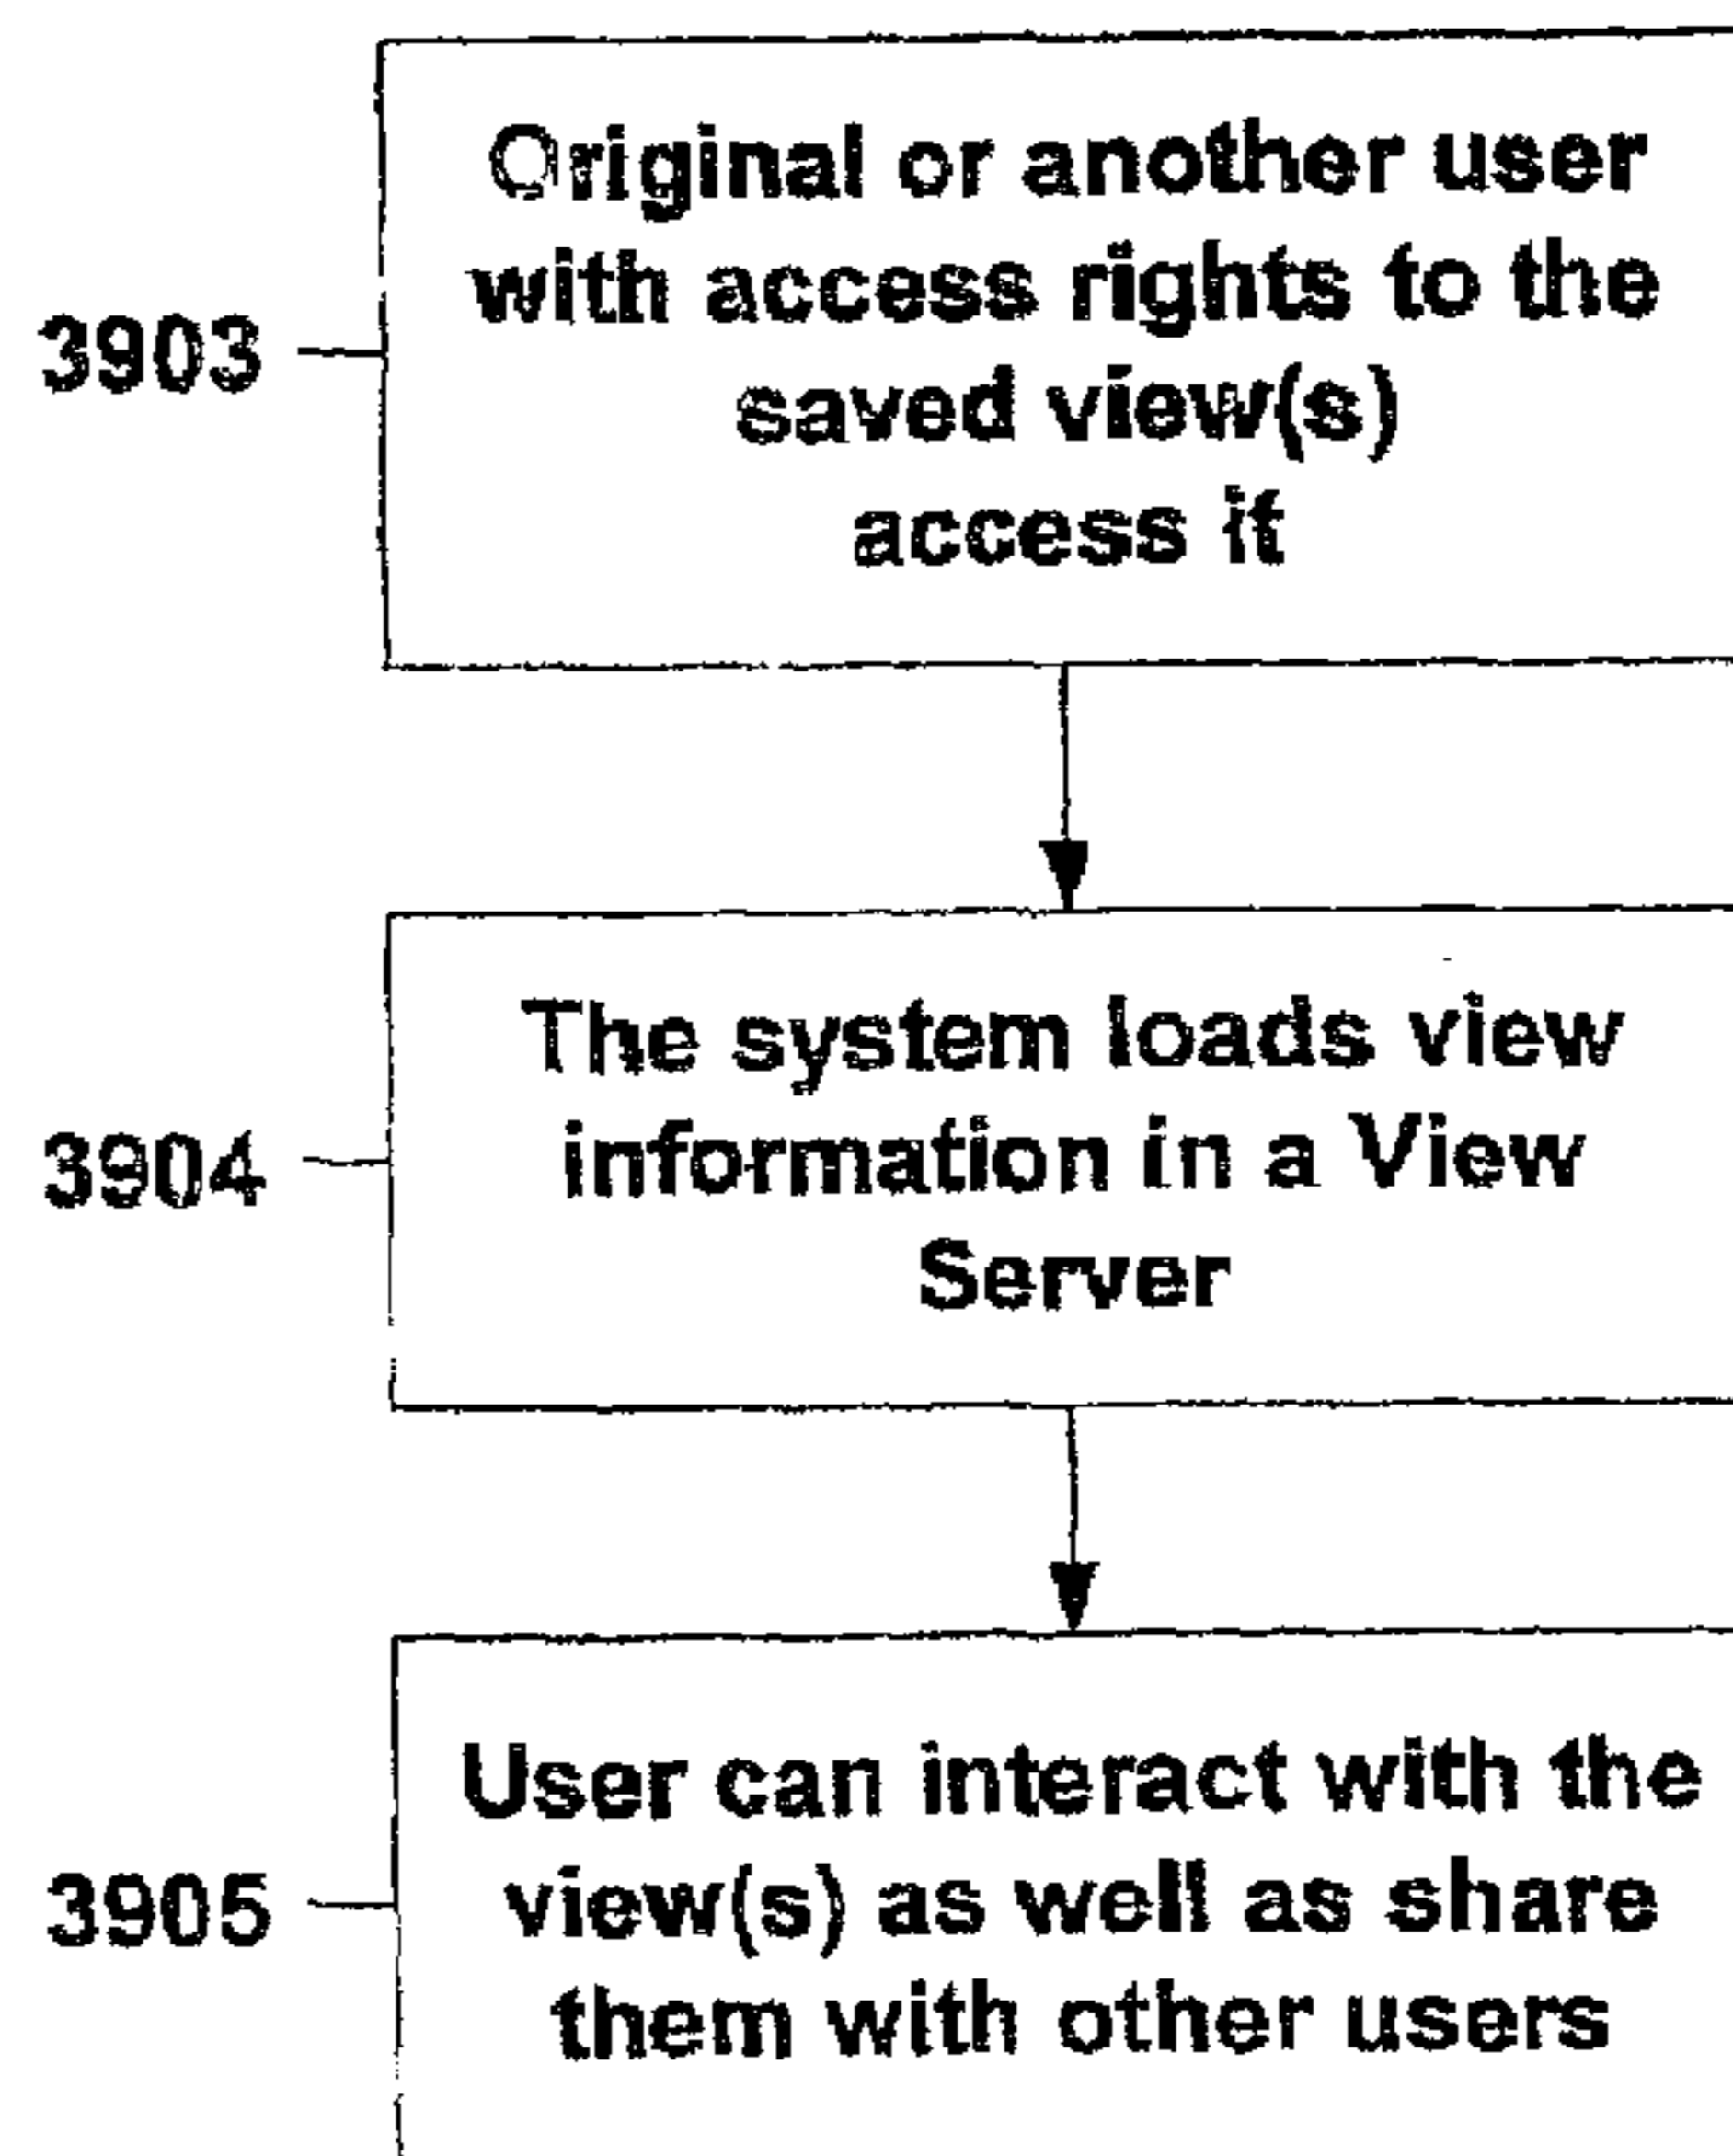 Original or another user
with access rights to the
3903
saved view(s)
access it
The system loads view
information in a View
3904
Server
User can interact with the
view(s) as well as share
3905
them with other users